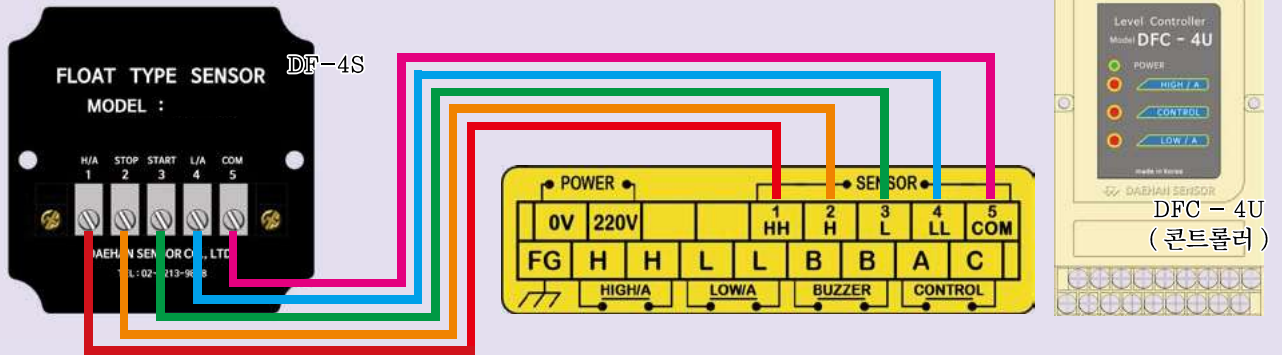 FLOAT TYPE SENSOR
MODEL :
DF-4S
H/A STOP START L/A COM
1 2 3 4 5
DAEHAN SENSOR CO., LTD
POWER
SENSOR
0V 220V
1 2 3 4 5
HH H L LL COM
FG H H L L B B A C
HIGH/A LOW/A BUZZER CONTROL
Level Controller
Model DFC - 4U
POWER
HIGH / A
CONTROL
LOW / A
made in Korea
DAEHAN SENSOR
DFC - 4U
(콘트롤러)